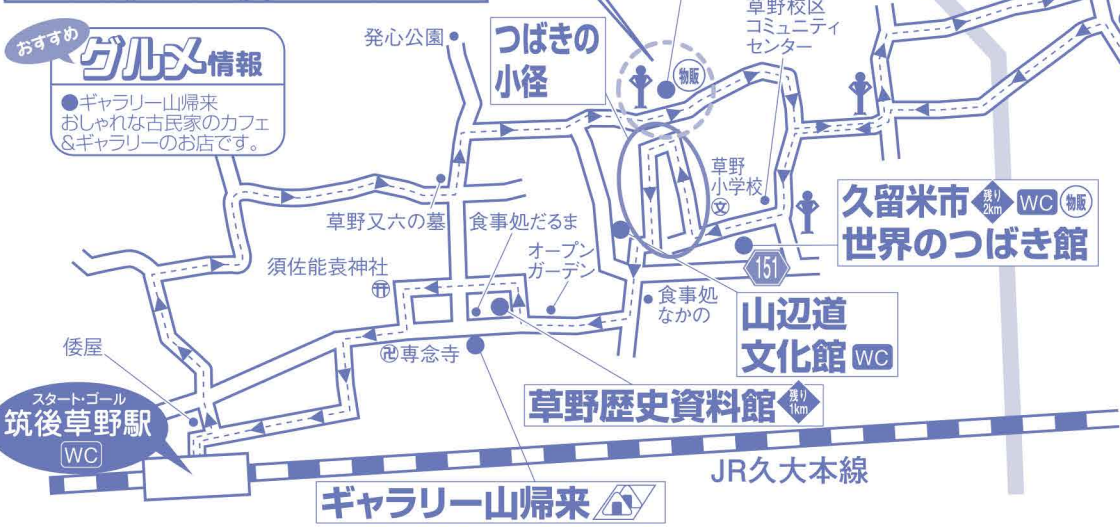 おすすめ
グルメ情報
●ギャラリー山帰来
おしゃれな古民家のカフェ
&ギャラリーのお店です。
発心公園
つばきの
小径
物販
草野校区
コミュニティ
センター
草野
小学校
文
久留米市 残り2km WC 物販
世界のつばき館
草野又六の墓
食事処だるま
オープン
ガーデン
須佐能袁神社
151
食事処
なかの
山辺道
文化館 WC
卍専念寺
倭屋
スタート・ゴール
筑後草野駅
WC
草野歴史資料館 残り1km
JR久大本線
ギャラリー山帰来